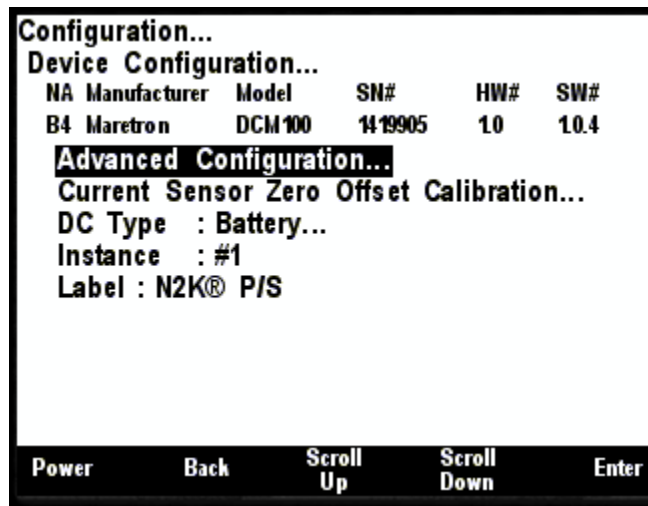 Configuration...
Device Configuration...
NA Manufacturer Model SN# HW# SW#
B4 Maretron DCM100 1419905 1.0 1.0.4
Advanced Configuration...
Current Sensor Zero Offset Calibration...
DC Type : Battery...
Instance : #1
Label : N2K® P/S
Power Back Scroll Up Scroll Down Enter